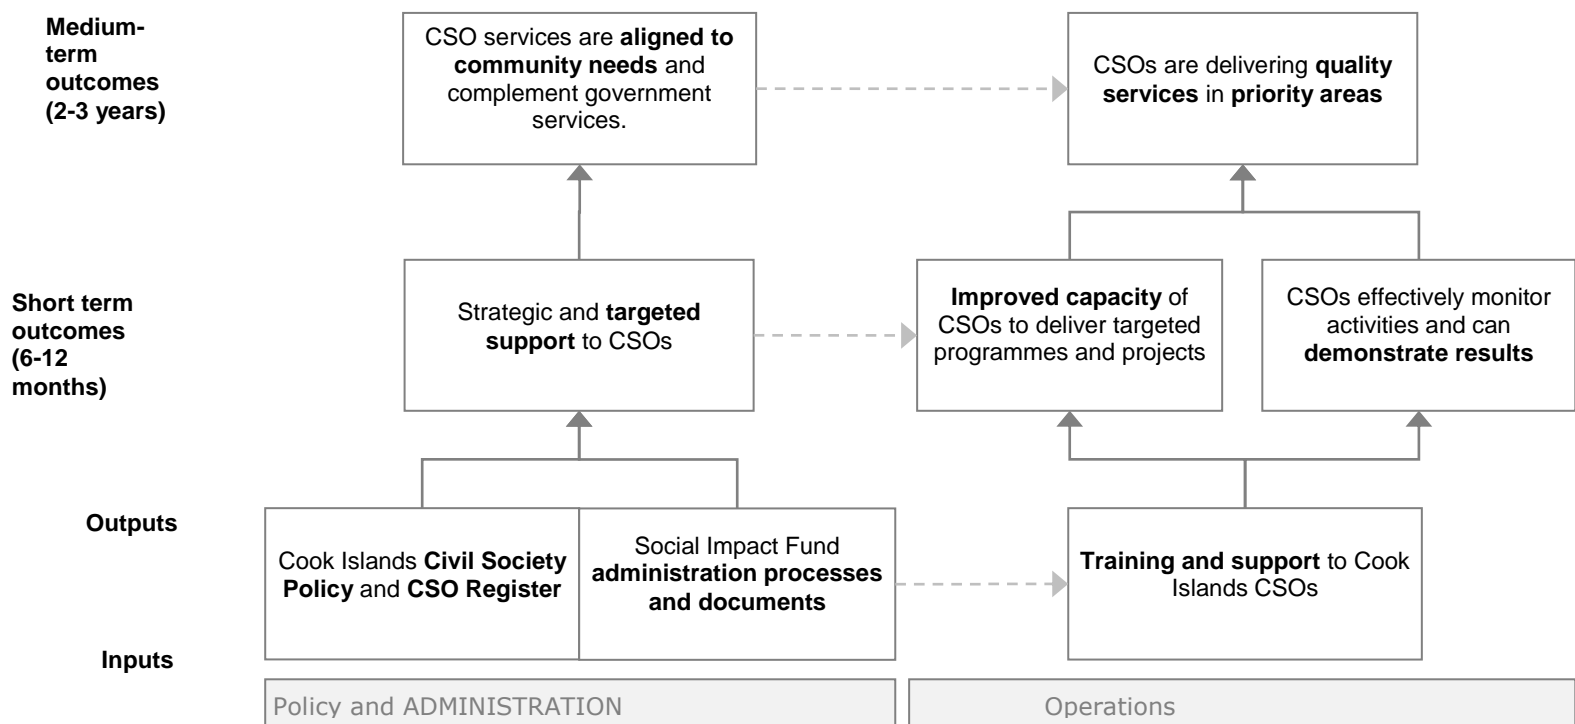 Medium-
term
outcomes
(2-3 years)
CSO services are aligned to
community needs and
complement government
services.
CSOs are delivering quality
services in priority areas
Short term
outcomes
(6-12
months)
Strategic and targeted
support to CSOs
Improved capacity of
CSOs to deliver targeted
programmes and projects
CSOs effectively monitor
activities and can
demonstrate results
Outputs
Cook Islands Civil Society
Policy and CSO Register
Social Impact Fund
administration processes
and documents
Training and support to Cook
Islands CSOs
Inputs
Policy and ADMINISTRATION
Operations